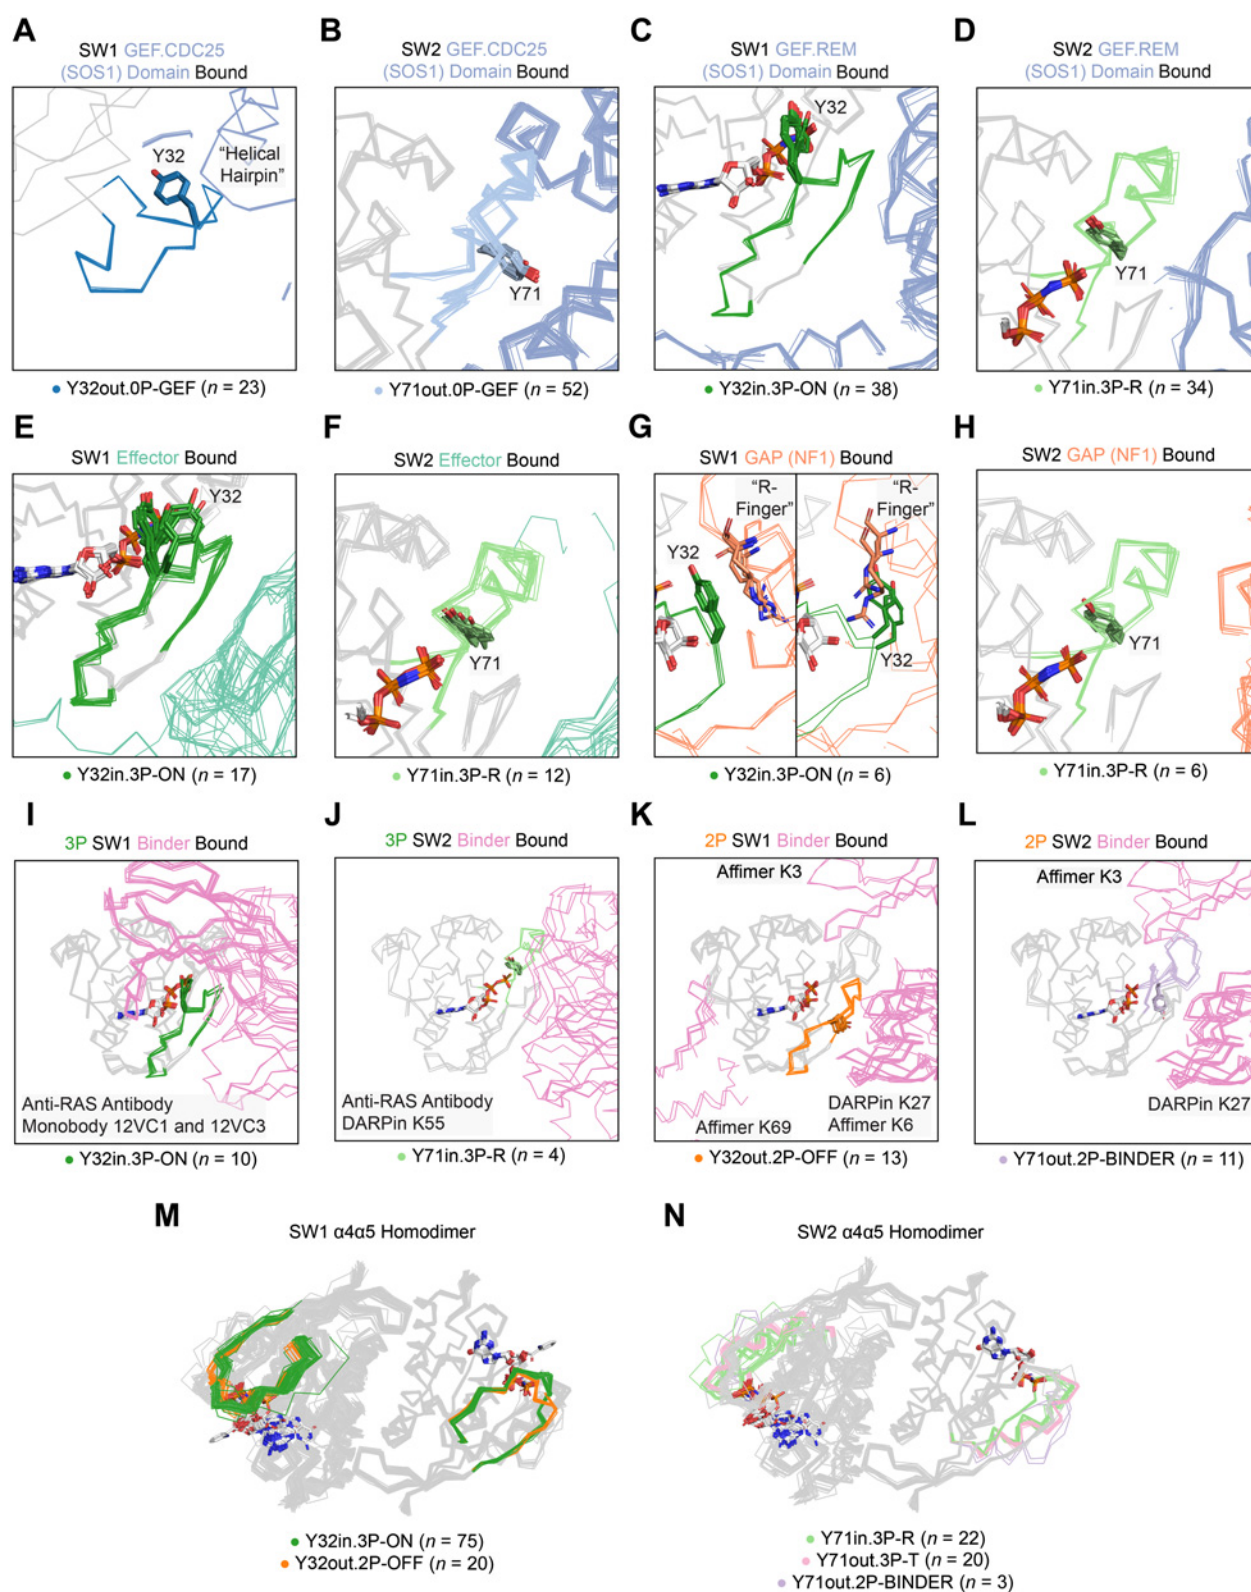 A
SW1 GEF.CDC25
(SOS1) Domain Bound
Y32
“Helical
Hairpin”
Y32out.0P-GEF (n = 23)
B
SW2 GEF.CDC25
(SOS1) Domain Bound
Y71
Y71out.0P-GEF (n = 52)
C
SW1 GEF.REM
(SOS1) Domain Bound
Y32
Y32in.3P-ON (n = 38)
D
SW2 GEF.REM
(SOS1) Domain Bound
Y71
Y71in.3P-R (n = 34)
E
SW1 Effector Bound
Y32
Y32in.3P-ON (n = 17)
F
SW2 Effector Bound
Y71
Y71in.3P-R (n = 12)
G
SW1 GAP (NF1) Bound
“R-
Finger”
Y32
“R-
Finger”
Y32
Y32in.3P-ON (n = 6)
H
SW2 GAP (NF1) Bound
Y71
Y71in.3P-R (n = 6)
I
3P SW1 Binder Bound
Anti-RAS Antibody
Monobody 12VC1 and 12VC3
Y32in.3P-ON (n = 10)
J
3P SW2 Binder Bound
Anti-RAS Antibody
DARPin K55
Y71in.3P-R (n = 4)
K
2P SW1 Binder Bound
Affimer K3
Affimer K69
DARPin K27
Affimer K6
Y32out.2P-OFF (n = 13)
L
2P SW2 Binder Bound
Affimer K3
DARPin K27
Y71out.2P-BINDER (n = 11)
M
SW1 α4α5 Homodimer
Y32in.3P-ON (n = 75)
Y32out.2P-OFF (n = 20)
N
SW2 α4α5 Homodimer
Y71in.3P-R (n = 22)
Y71out.3P-T (n = 20)
Y71out.2P-BINDER (n = 3)